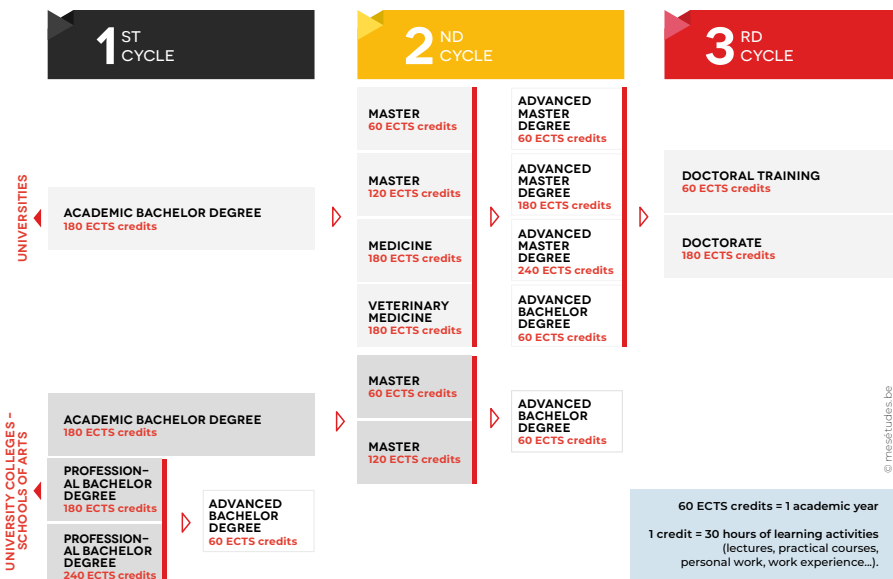 1 ST
CYCLE
2 ND
CYCLE
3 RD
CYCLE
UNIVERSITIES
ACADEMIC BACHELOR DEGREE
180 ECTS credits
MASTER
60 ECTS credits
MASTER
120 ECTS credits
MEDICINE
180 ECTS credits
VETERINARY
MEDICINE
180 ECTS credits
ADVANCED
MASTER
DEGREE
60 ECTS credits
ADVANCED
MASTER
DEGREE
180 ECTS credits
ADVANCED
MASTER
DEGREE
240 ECTS credits
ADVANCED
BACHELOR
DEGREE
60 ECTS credits
DOCTORAL TRAINING
60 ECTS credits
DOCTORATE
180 ECTS credits
UNIVERSITY COLLEGES –
SCHOOLS OF ARTS
ACADEMIC BACHELOR DEGREE
180 ECTS credits
PROFESSION-
AL BACHELOR
DEGREE
180 ECTS credits
PROFESSION-
AL BACHELOR
DEGREE
240 ECTS credits
ADVANCED
BACHELOR
DEGREE
60 ECTS credits
MASTER
60 ECTS credits
MASTER
120 ECTS credits
ADVANCED
BACHELOR
DEGREE
60 ECTS credits
© mesétudes.be
60 ECTS credits = 1 academic year
1 credit = 30 hours of learning activities
(lectures, practical courses,
personal work, work experience...).